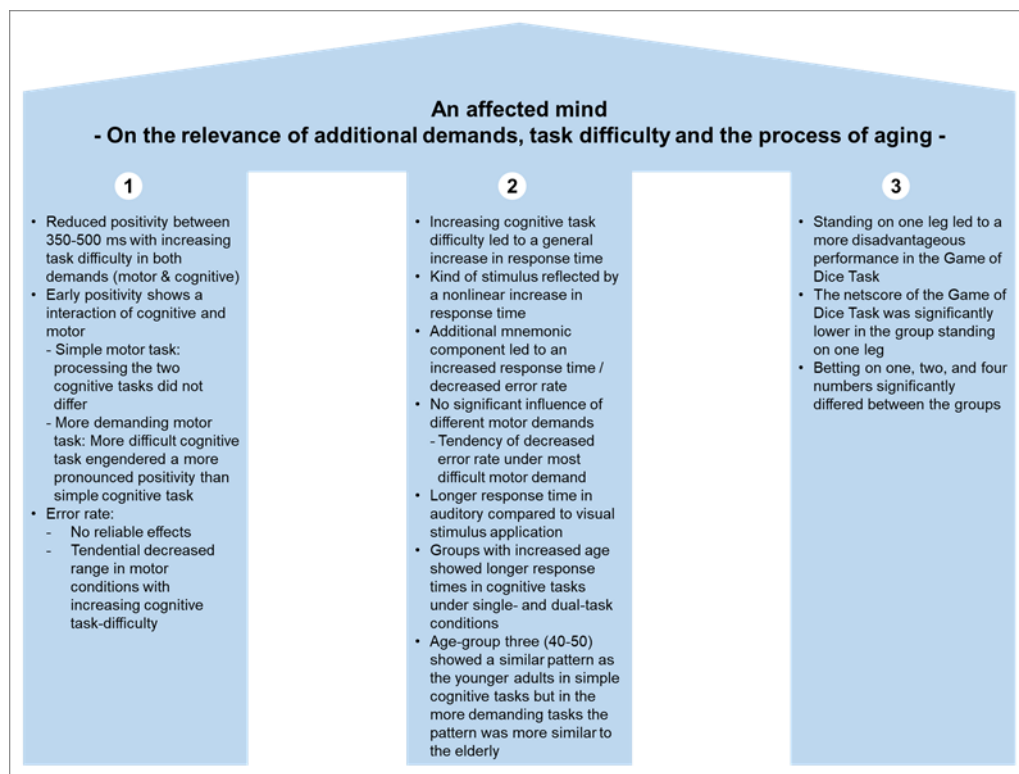 An affected mind
- On the relevance of additional demands, task difficulty and the process of aging -
1
• Reduced positivity between
350-500 ms with increasing
task difficulty in both
demands (motor & cognitive)
• Early positivity shows a
interaction of cognitive and
motor
- Simple motor task:
processing the two
cognitive tasks did not
differ
- More demanding motor
task: More difficult cognitive
task engendered a more
pronounced positivity than
simple cognitive task
• Error rate:
- No reliable effects
- Tendential decreased
range in motor
conditions with
increasing cognitive
task-difficulty
2
• Increasing cognitive task
difficulty led to a general
increase in response time
• Kind of stimulus reflected by
a nonlinear increase in
response time
• Additional mnemonic
component led to an
increased response time /
decreased error rate
• No significant influence of
different motor demands
- Tendency of decreased
error rate under most
difficult motor demand
• Longer response time in
auditory compared to visual
stimulus application
• Groups with increased age
showed longer response
times in cognitive tasks
under single- and dual-task
conditions
• Age-group three (40-50)
showed a similar pattern as
the younger adults in simple
cognitive tasks but in the
more demanding tasks the
pattern was more similar to
the elderly
3
• Standing on one leg led to a
more disadvantageous
performance in the Game of
Dice Task
• The netscore of the Game of
Dice Task was significantly
lower in the group standing
on one leg
• Betting on one, two, and four
numbers significantly
differed between the groups